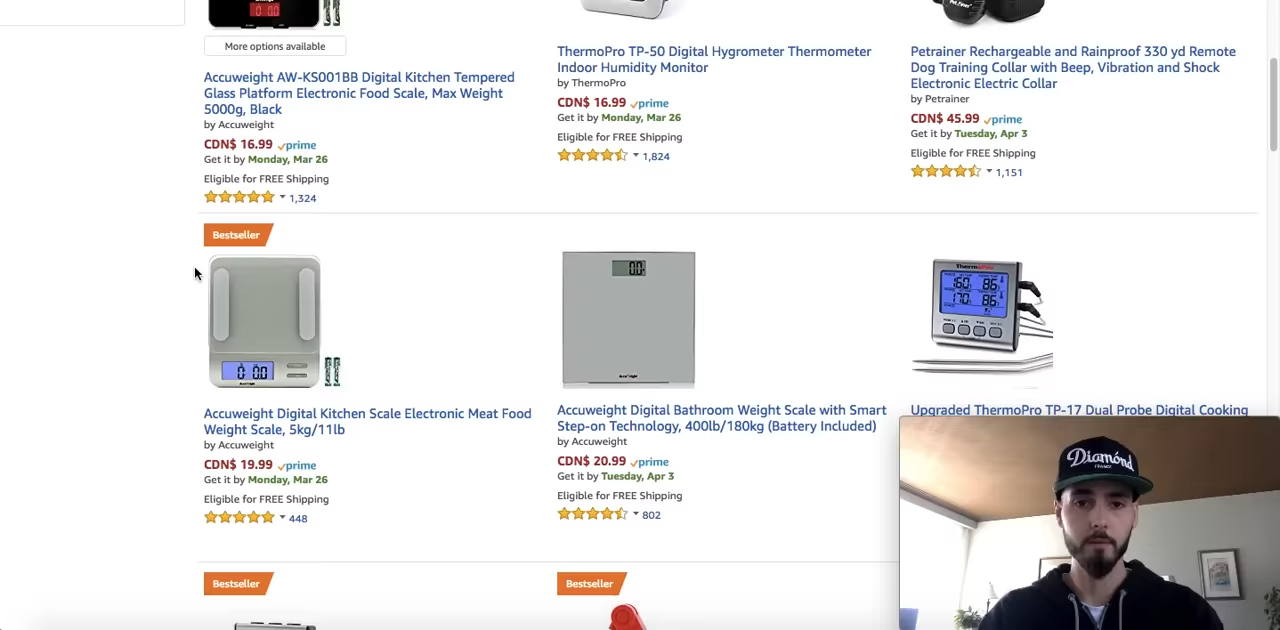 More options available
Accuweight AW-KS001BB Digital Kitchen Tempered
Glass Platform Electronic Food Scale, Max Weight
5000g, Black
by Accuweight
CDN$ 16.99 prime
Get it by Monday, Mar 26
Eligible for FREE Shipping
1,324
ThermoPro TP-50 Digital Hygrometer Thermometer
Indoor Humidity Monitor
by ThermoPro
CDN$ 16.99 prime
Get it by Monday, Mar 26
Eligible for FREE Shipping
1,824
Petrainer Rechargeable and Rainproof 330 yd Remote
Dog Training Collar with Beep, Vibration and Shock
Electronic Electric Collar
by Petrainer
CDN$ 45.99 prime
Get it by Tuesday, Apr 3
Eligible for FREE Shipping
1,151
Bestseller
Accuweight Digital Kitchen Scale Electronic Meat Food
Weight Scale, 5kg/11lb
by Accuweight
CDN$ 19.99 prime
Get it by Monday, Mar 26
Eligible for FREE Shipping
448
0.0
Accuweight Digital Bathroom Weight Scale with Smart
Step-on Technology, 400lb/180kg (Battery Included)
by Accuweight
CDN$ 20.99 prime
Get it by Tuesday, Apr 3
Eligible for FREE Shipping
802
ThermoPro
Upgraded ThermoPro TP-17 Dual Probe Digital Cooking
Diamond
Bestseller
Bestseller